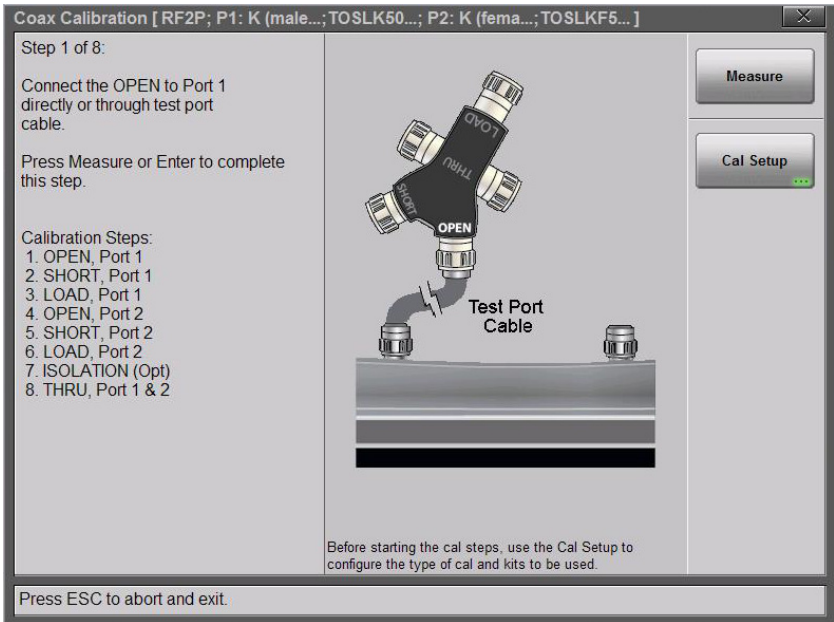 Coax Calibration [ RF2P; P1: K (male...;TOSLK50...; P2: K (fema...;TOSLKF5... ]
Step 1 of 8:
Connect the OPEN to Port 1
directly or through test port
cable.
Press Measure or Enter to complete
this step.
Calibration Steps:
1. OPEN, Port 1
2. SHORT, Port 1
3. LOAD, Port 1
4. OPEN, Port 2
5. SHORT, Port 2
6. LOAD, Port 2
7. ISOLATION (Opt)
8. THRU, Port 1 & 2
LOAD
THRU
SHORT
OPEN
Test Port
Cable
Before starting the cal steps, use the Cal Setup to
configure the type of cal and kits to be used.
Measure
Cal Setup
...
Press ESC to abort and exit.